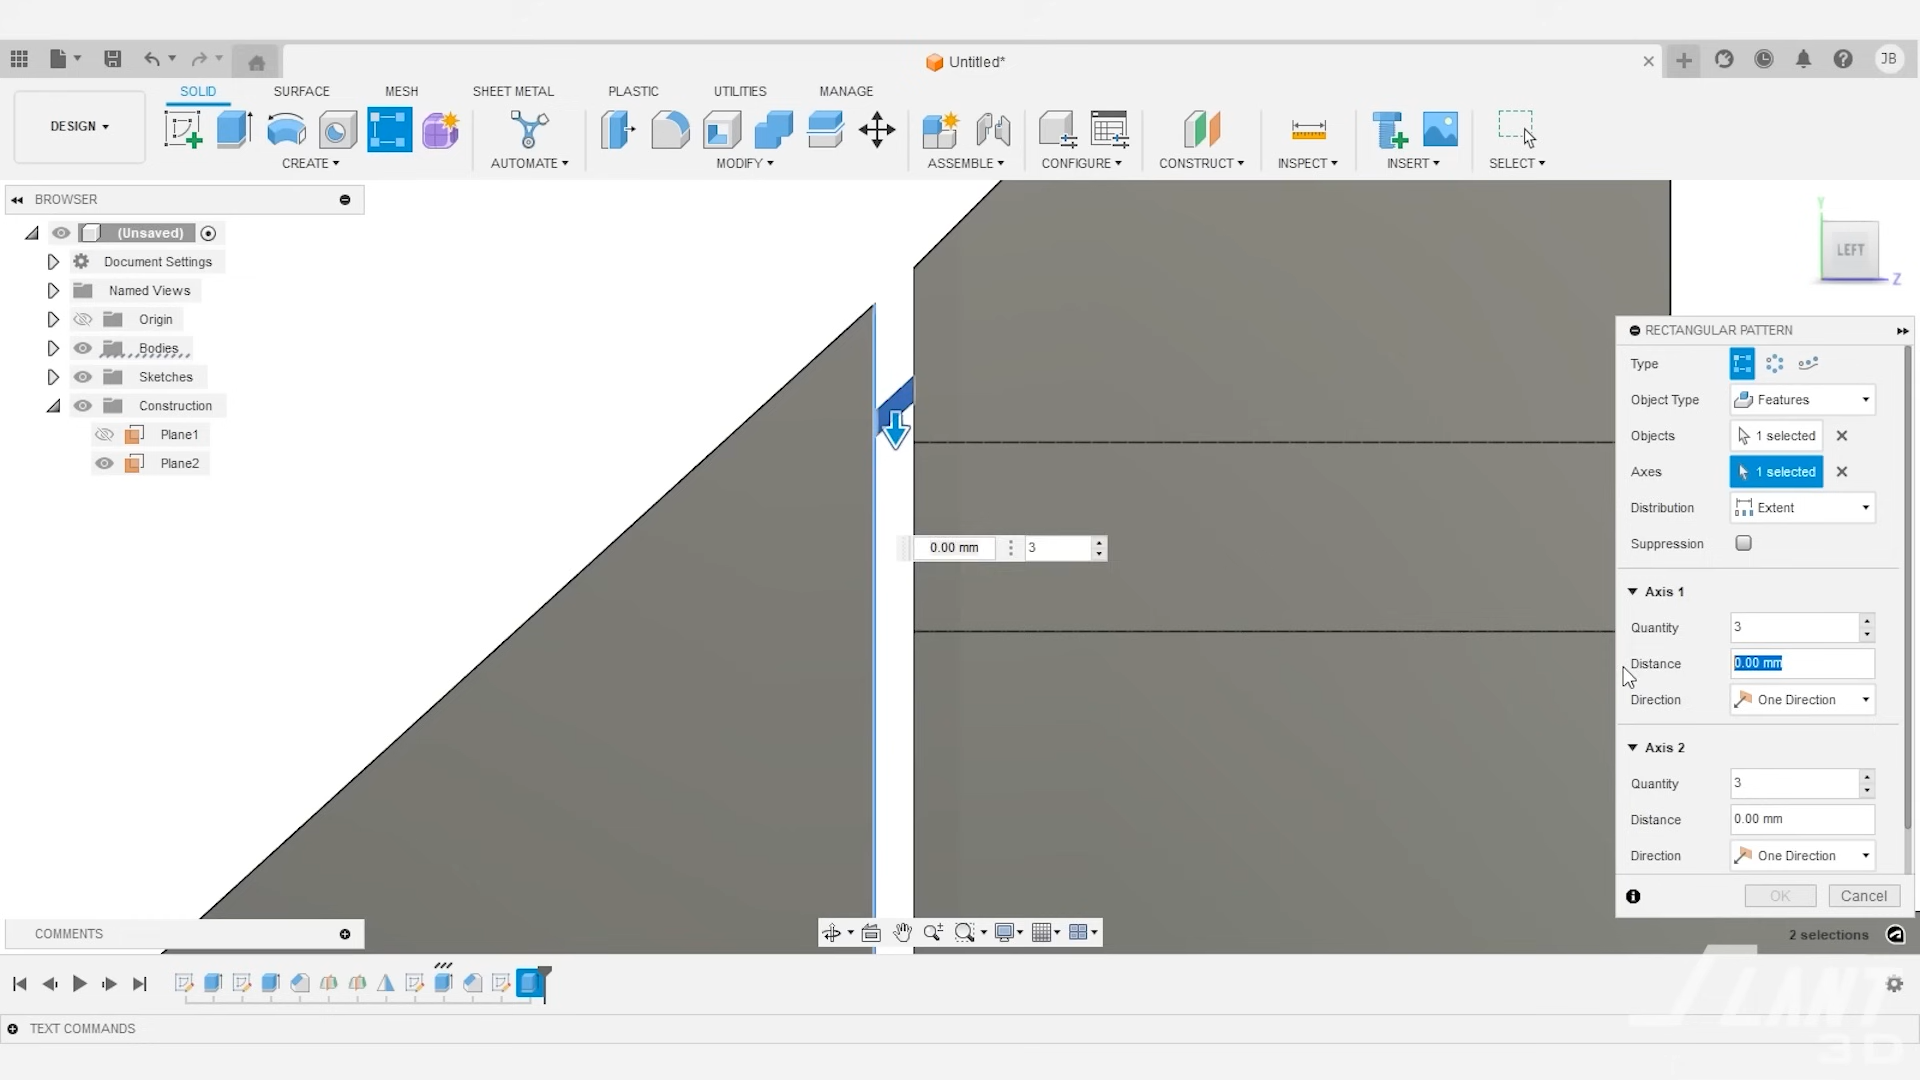 Untitled*
JB
DESIGN
SOLID
SURFACE
MESH
SHEET METAL
PLASTIC
UTILITIES
MANAGE
CREATE
AUTOMATE
MODIFY
ASSEMBLE
CONFIGURE
CONSTRUCT
INSPECT
INSERT
SELECT
BROWSER
(Unsaved)
Document Settings
Named Views
Origin
Bodies
Sketches
Construction
Plane1
Plane2
Y
LEFT
Z
0.00 mm
3
RECTANGULAR PATTERN
Type
Object Type Features
Objects 1 selected
Axes 1 selected
Distribution Extent
Suppression
Axis 1
Quantity 3
Distance 0.00 mm
Direction One Direction
Axis 2
Quantity 3
Distance 0.00 mm
Direction One Direction
OK Cancel
COMMENTS
2 selections
TEXT COMMANDS
SLANT
3D